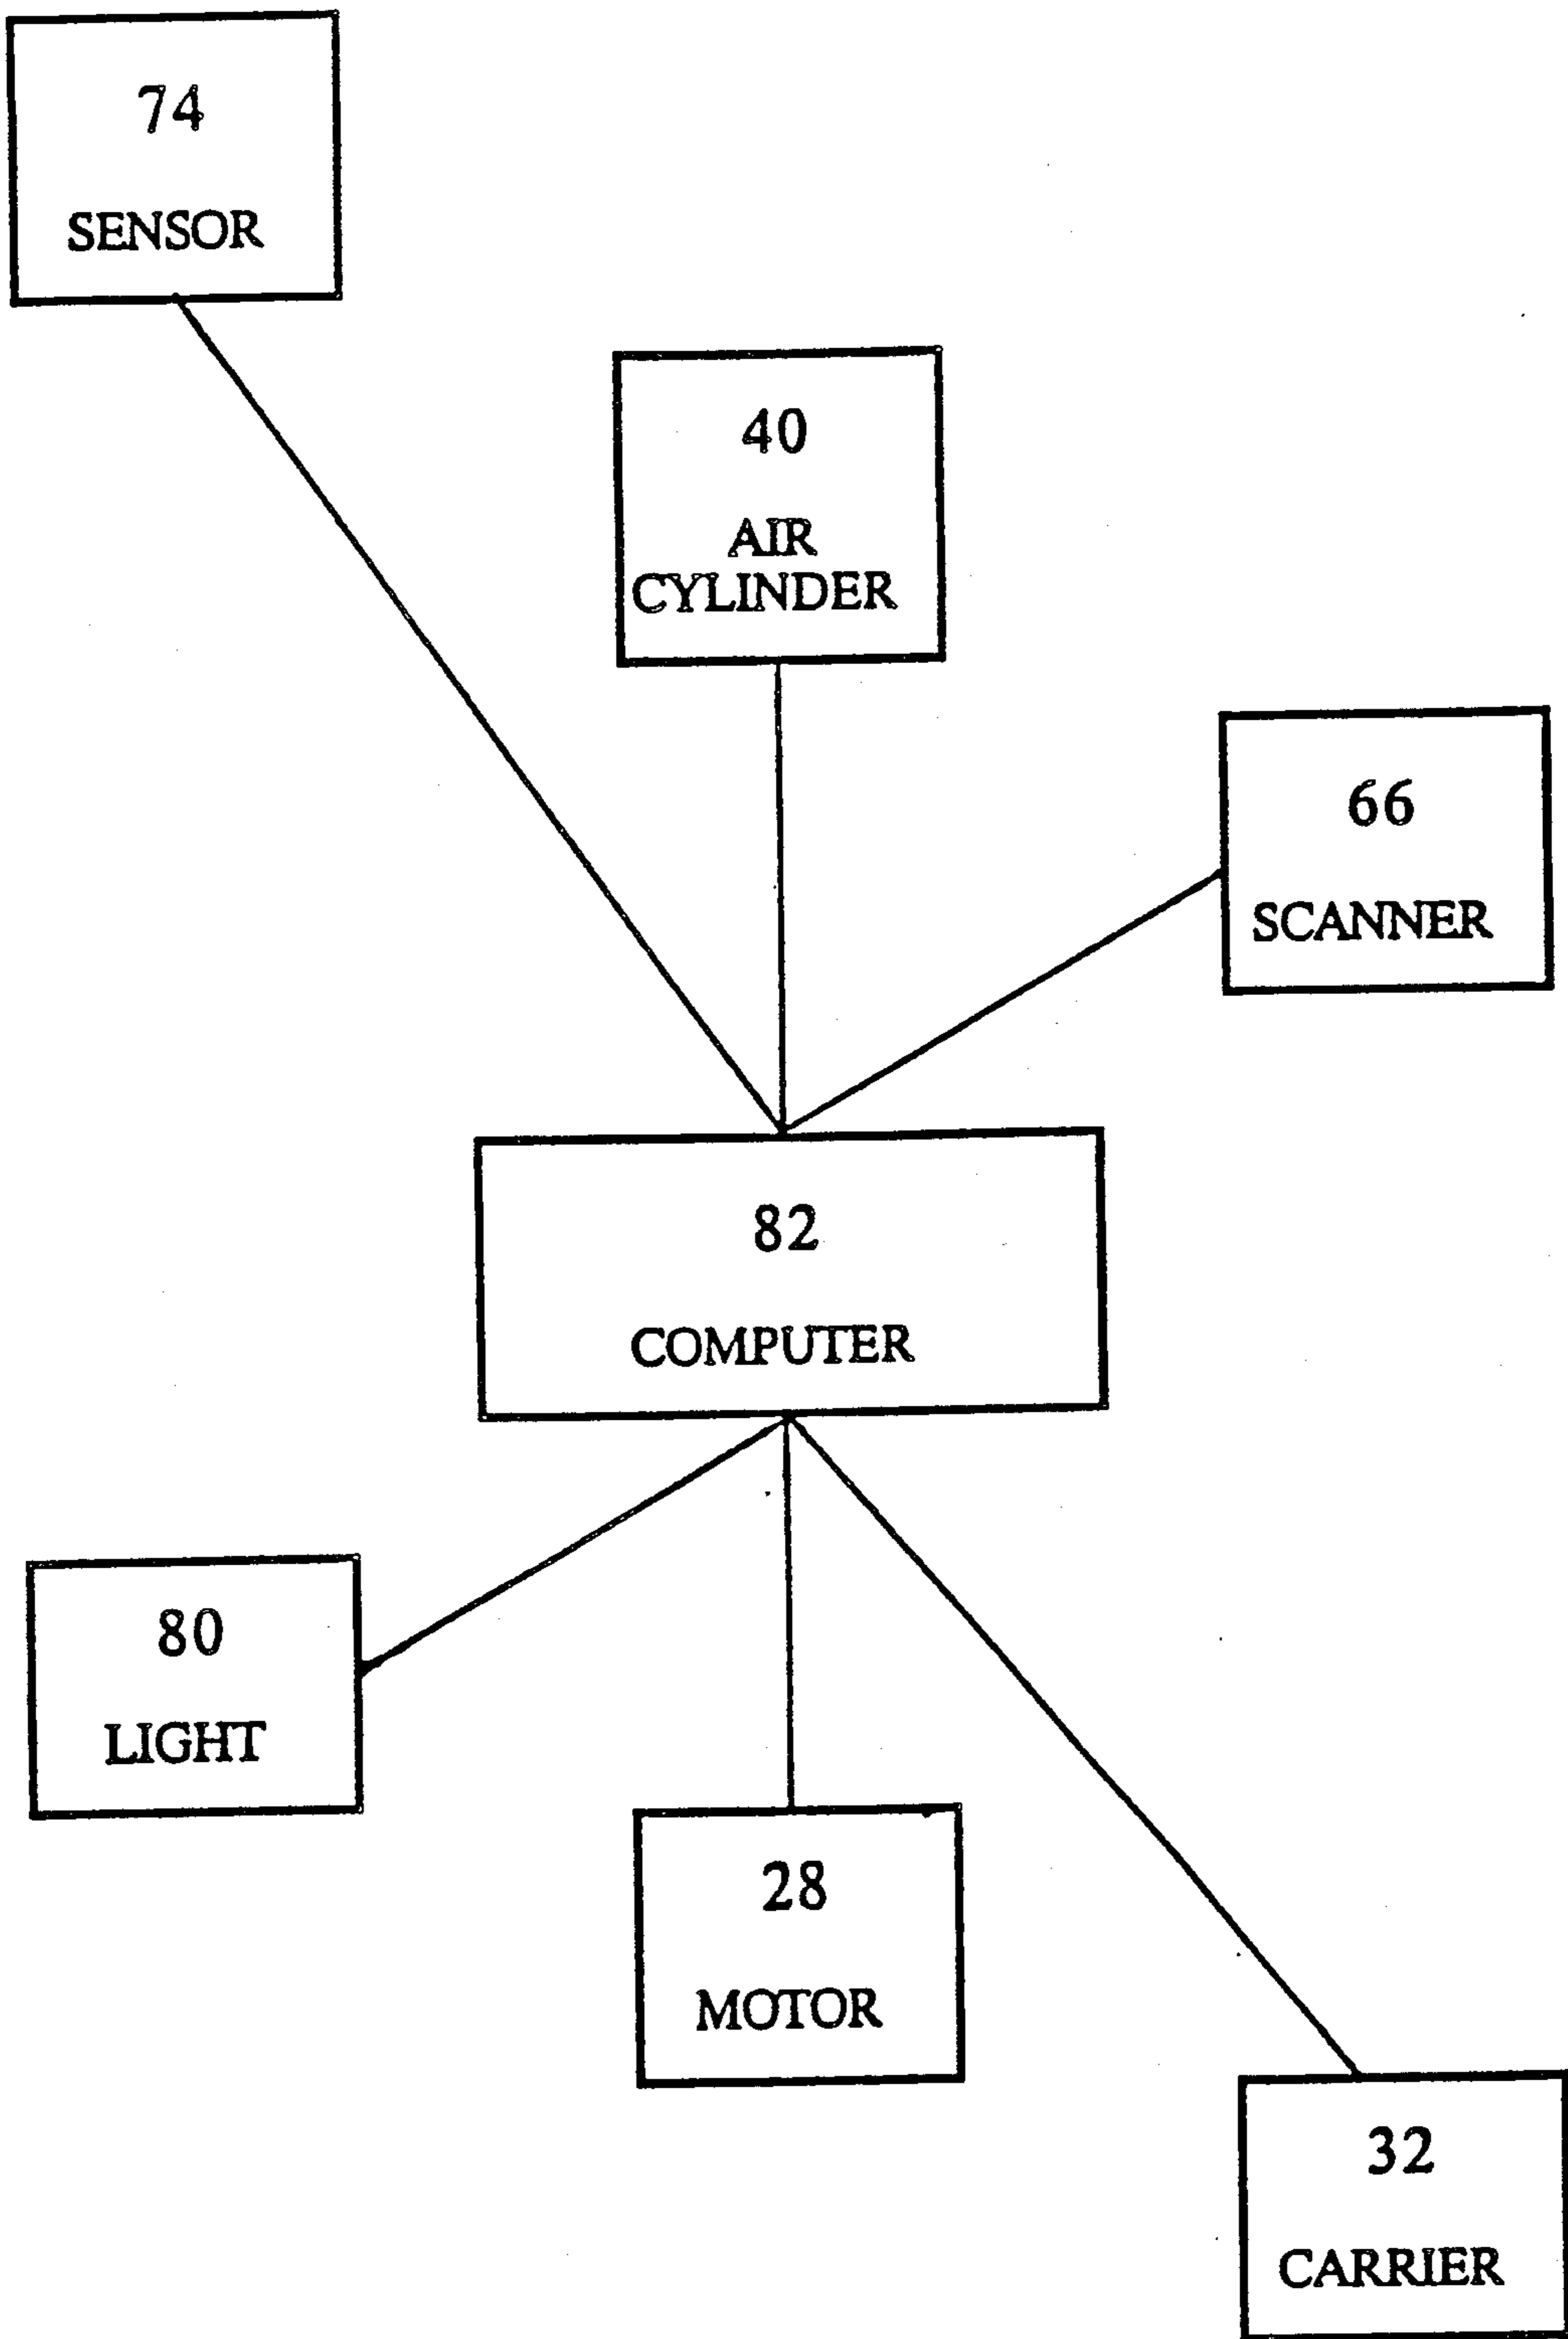 74
SENSOR
40
AIR
CYLINDER
66
SCANNER
82
COMPUTER
80
LIGHT
28
MOTOR
32
CARRIER